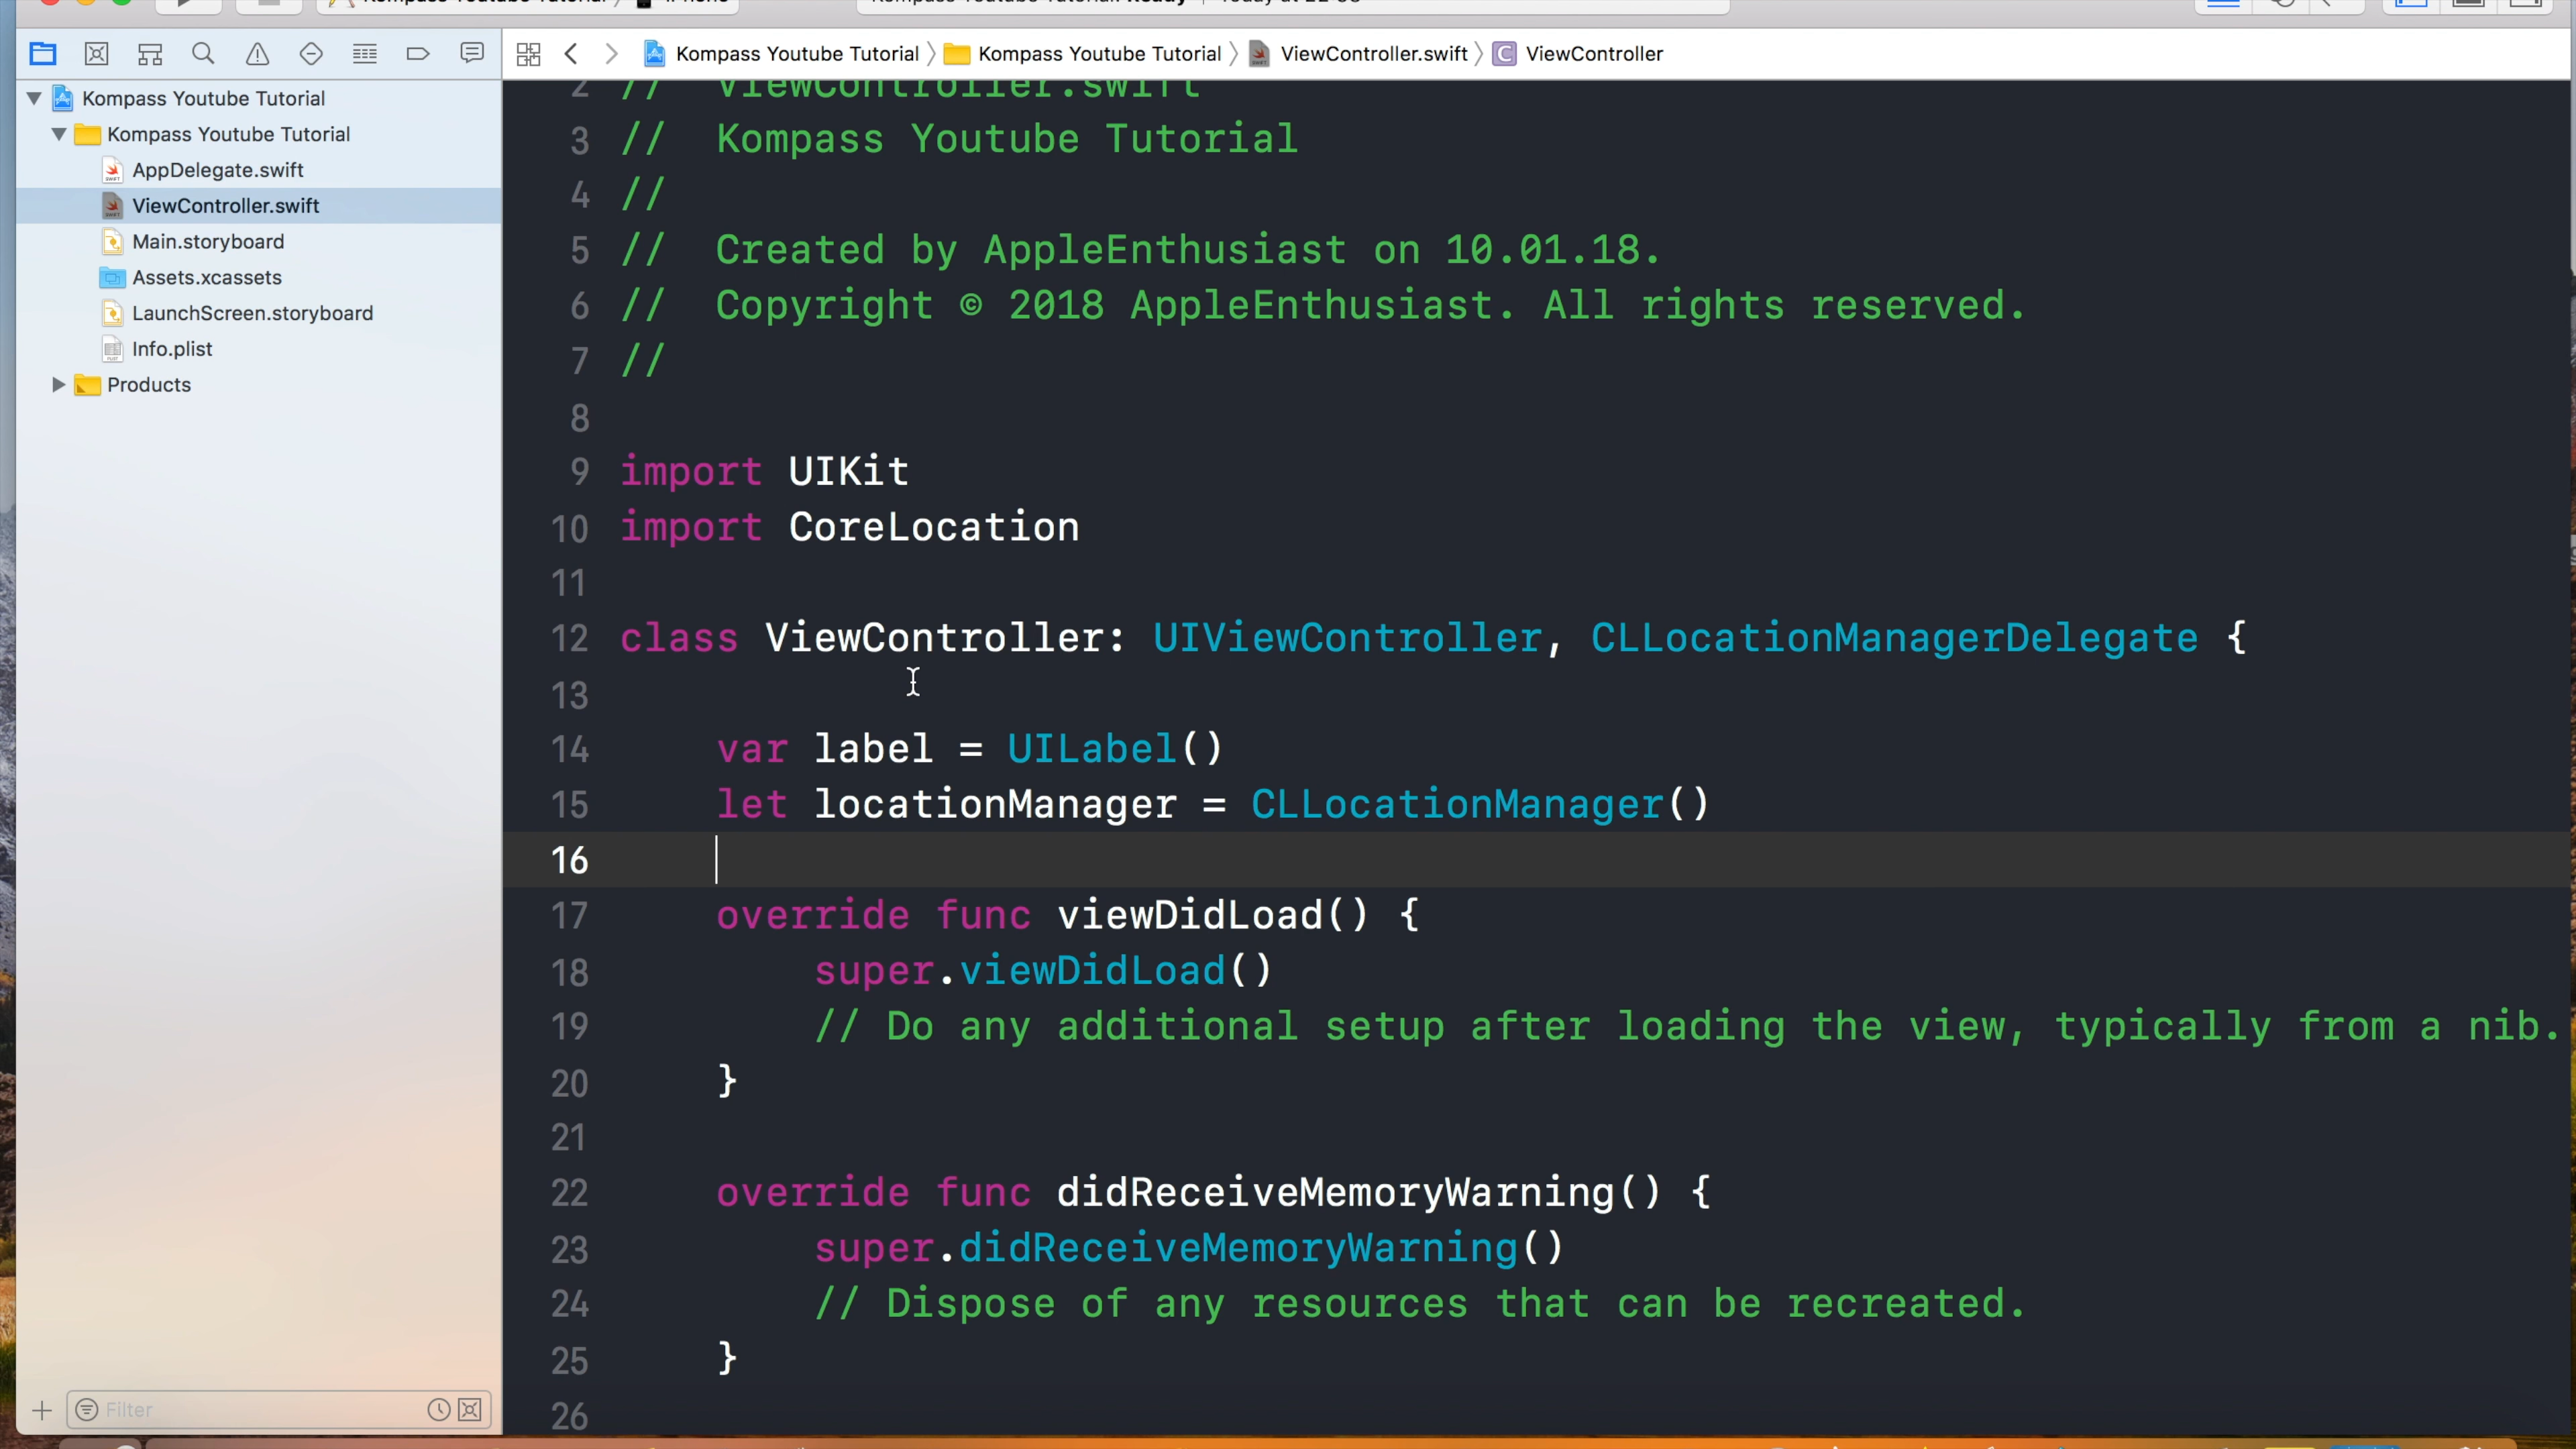 Kompass Youtube Tutorial
Kompass Youtube Tutorial
ViewController.swift
ViewController
Kompass Youtube Tutorial
Kompass Youtube Tutorial
AppDelegate.swift
ViewController.swift
Main.storyboard
Assets.xcassets
LaunchScreen.storyboard
Info.plist
Products
Filter
2 // ViewController.swift
3 // Kompass Youtube Tutorial
4 //
5 // Created by AppleEnthusiast on 10.01.18.
6 // Copyright © 2018 AppleEnthusiast. All rights reserved.
7 //
8
9 import UIKit
10 import CoreLocation
11
12 class ViewController: UIViewController, CLLocationManagerDelegate {
13
14 var label = UILabel()
15 let locationManager = CLLocationManager()
16
17 override func viewDidLoad() {
18 super.viewDidLoad()
19 // Do any additional setup after loading the view, typically from a nib.
20 }
21
22 override func didReceiveMemoryWarning() {
23 super.didReceiveMemoryWarning()
24 // Dispose of any resources that can be recreated.
25 }
26